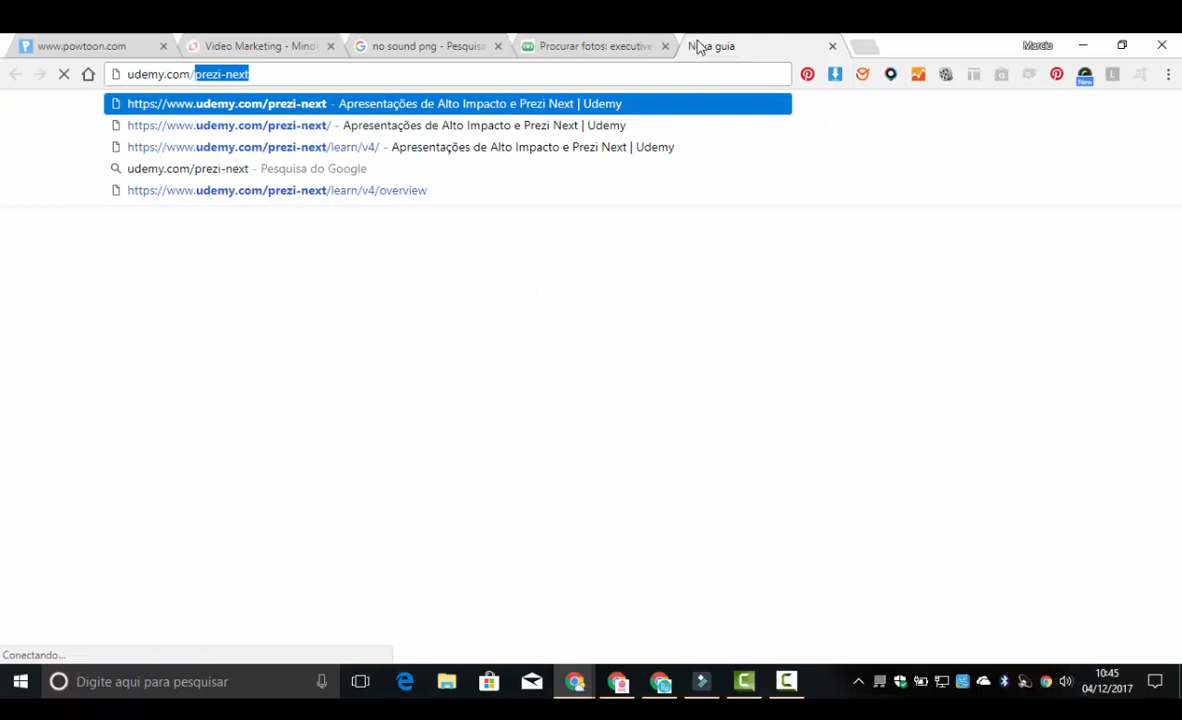 www.powtoon.com
Video Marketing - Mino
no sound png - Pesquisa
Procurar fotos: executive
guia
Marcio
udemy.com/prezi-next
https://www.udemy.com/prezi-next - Apresentações de Alto Impacto e Prezi Next | Udemy
https://www.udemy.com/prezi-next/ - Apresentações de Alto Impacto e Prezi Next | Udemy
https://www.udemy.com/prezi-next/learn/v4/ - Apresentações de Alto Impacto e Prezi Next | Udemy
udemy.com/prezi-next - Pesquisa do Google
https://www.udemy.com/prezi-next/learn/v4/overview
New
Conectando...
Digite aqui para pesquisar
10:45
04/12/2017